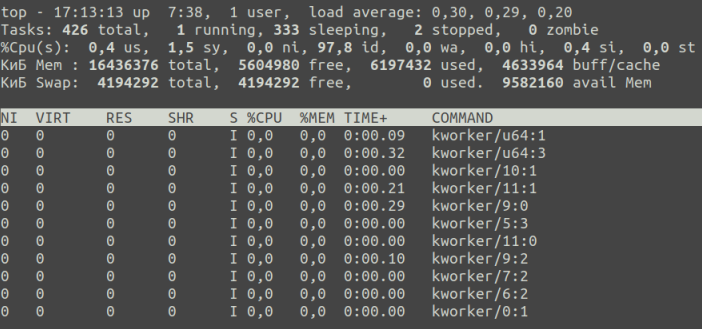 top - 17:13:13 up  7:38,  1 user,  load average: 0,30, 0,29, 0,20
Tasks: 426 total,   1 running, 333 sleeping,   2 stopped,   0 zombie
%Cpu(s):  0,4 us,  1,5 sy,  0,0 ni, 97,8 id,  0,0 wa,  0,0 hi,  0,4 si,  0,0 st
КиБ Mem : 16436376 total,  5604980 free,  6197432 used,  4633964 buff/cache
КиБ Swap:  4194292 total,  4194292 free,        0 used.  9582160 avail Mem
NI  VIRT    RES    SHR    S %CPU  %MEM TIME+     COMMAND
0   0       0      0      I 0,0   0,0  0:00.09   kworker/u64:1
0   0       0      0      I 0,0   0,0  0:00.32   kworker/u64:3
0   0       0      0      I 0,0   0,0  0:00.00   kworker/10:1
0   0       0      0      I 0,0   0,0  0:00.21   kworker/11:1
0   0       0      0      I 0,0   0,0  0:00.29   kworker/9:0
0   0       0      0      I 0,0   0,0  0:00.00   kworker/5:3
0   0       0      0      I 0,0   0,0  0:00.00   kworker/11:0
0   0       0      0      I 0,0   0,0  0:00.10   kworker/9:2
0   0       0      0      I 0,0   0,0  0:00.00   kworker/7:2
0   0       0      0      I 0,0   0,0  0:00.00   kworker/6:2
0   0       0      0      I 0,0   0,0  0:00.00   kworker/0:1